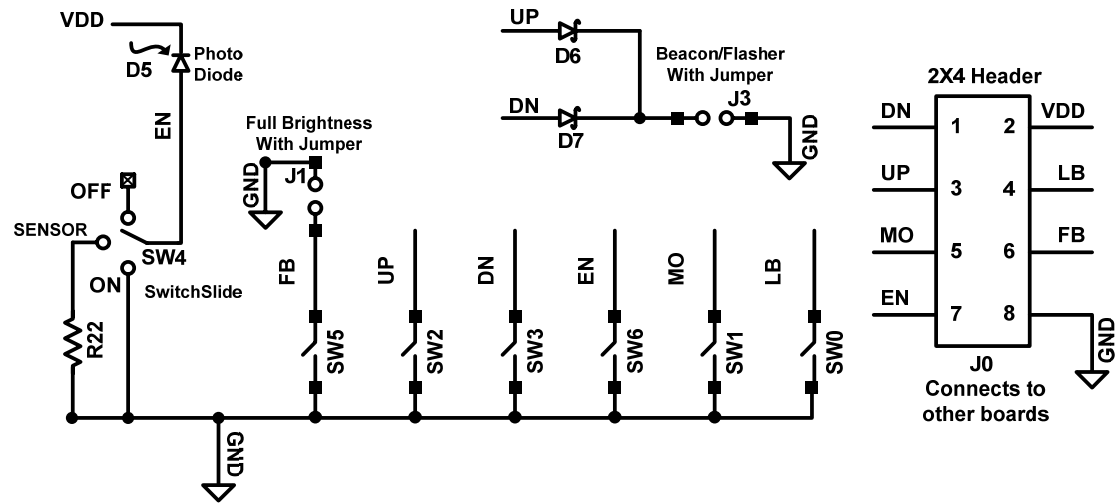 VDD
D5
Photo
Diode
EN
OFF
SENSOR
SW4
ON
SwitchSlide
R22
GND
Full Brightness
With Jumper
J1
GND
FB
SW5
UP
SW2
DN
SW3
EN
SW6
MO
SW1
LB
SW0
UP
D6
DN
D7
Beacon/Flasher
With Jumper
J3
GND
2X4 Header
DN 1 2 VDD
UP 3 4 LB
MO 5 6 FB
EN 7 8
GND
J0
Connects to
other boards